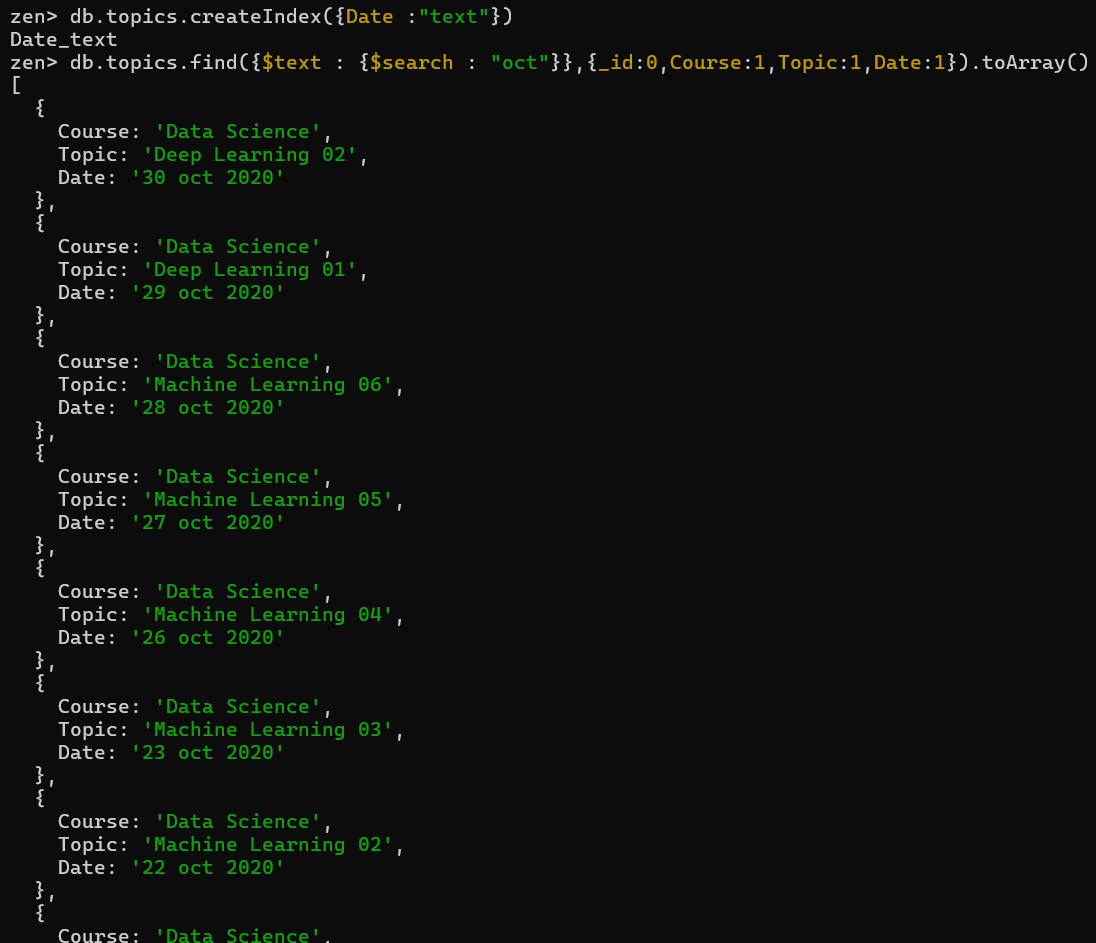 zen> db.topics.createIndex({Date :"text"})
Date_text
zen> db.topics.find({$text : {$search : "oct"}},{_id:0,Course:1,Topic:1,Date:1}).toArray()
[
  {
    Course: 'Data Science',
    Topic: 'Deep Learning 02',
    Date: '30 oct 2020'
  },
  {
    Course: 'Data Science',
    Topic: 'Deep Learning 01',
    Date: '29 oct 2020'
  },
  {
    Course: 'Data Science',
    Topic: 'Machine Learning 06',
    Date: '28 oct 2020'
  },
  {
    Course: 'Data Science',
    Topic: 'Machine Learning 05',
    Date: '27 oct 2020'
  },
  {
    Course: 'Data Science',
    Topic: 'Machine Learning 04',
    Date: '26 oct 2020'
  },
  {
    Course: 'Data Science',
    Topic: 'Machine Learning 03',
    Date: '23 oct 2020'
  },
  {
    Course: 'Data Science',
    Topic: 'Machine Learning 02',
    Date: '22 oct 2020'
  },
  {
    Course: 'Data Science',